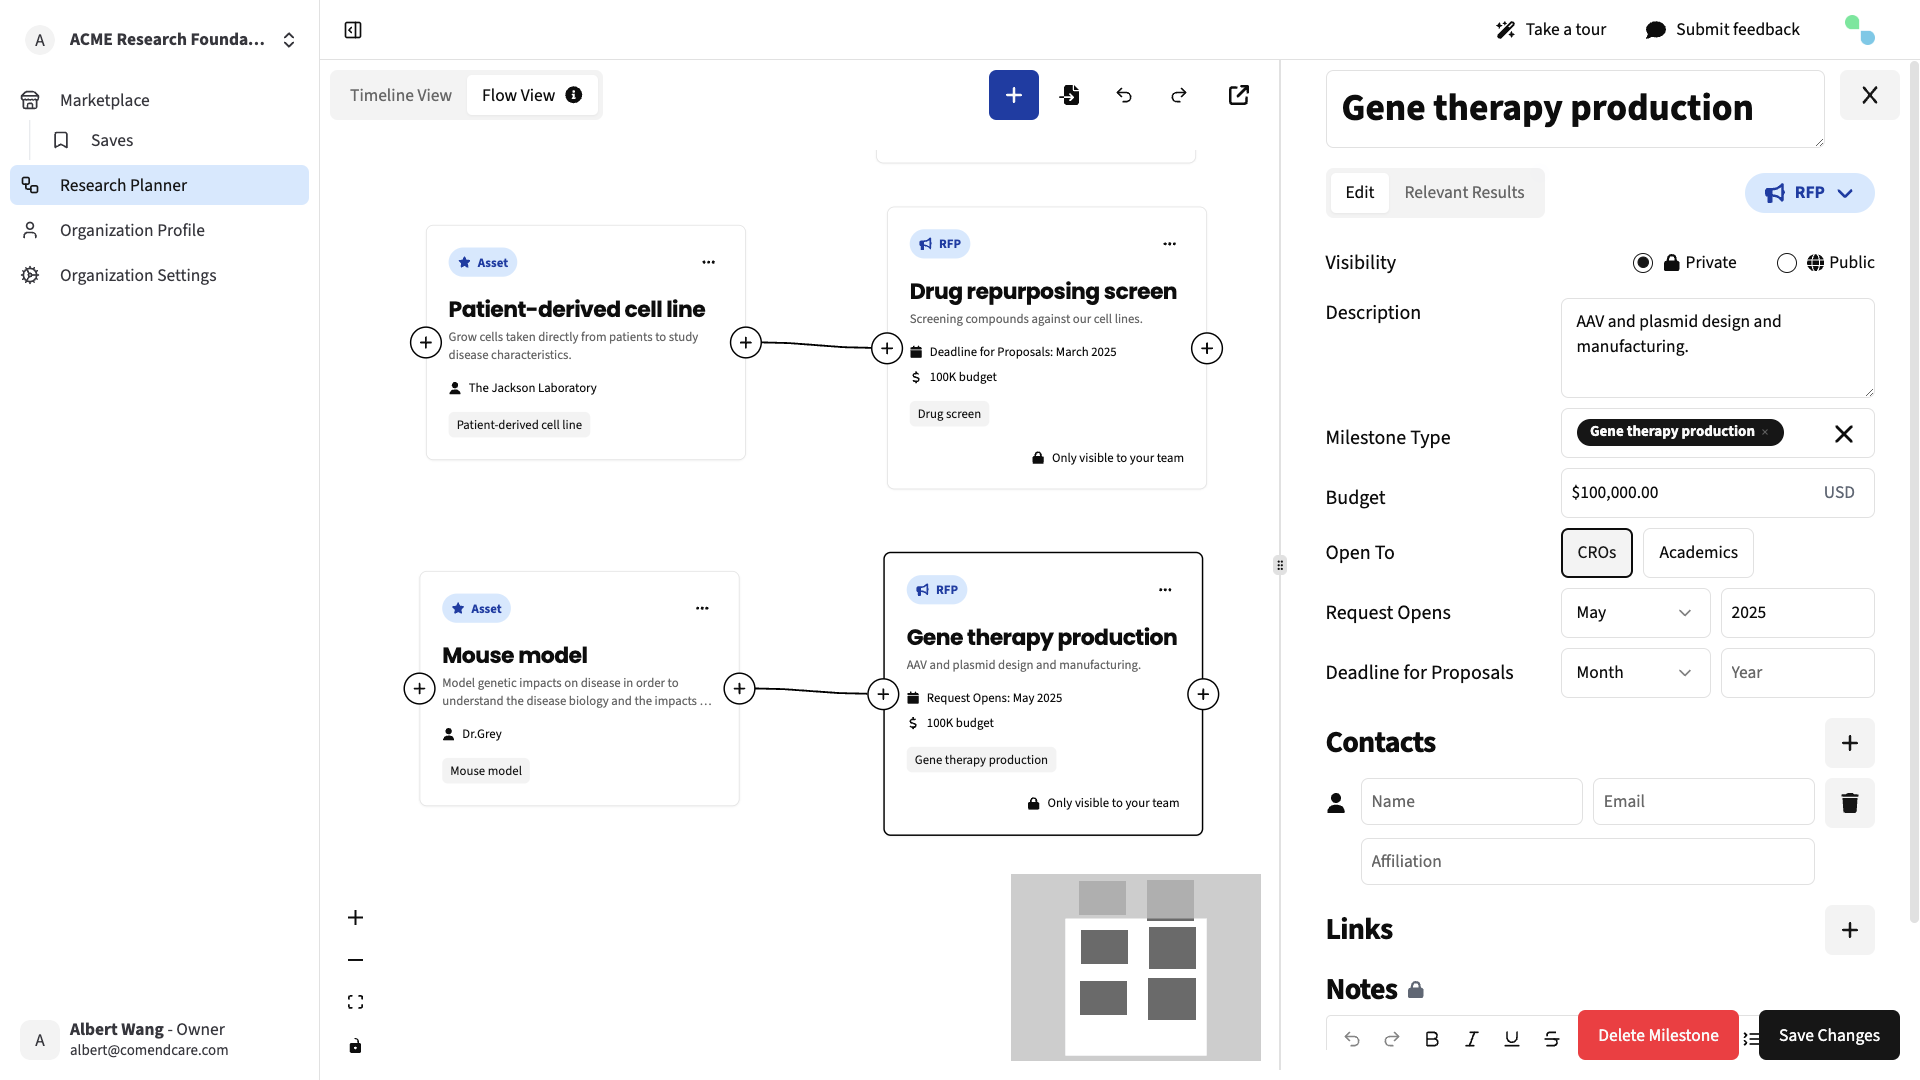 A
ACME Research Founda...
Marketplace
Saves
Research Planner
Organization Profile
Organization Settings
A
Albert Wang - Owner
albert@comendcare.com
Take a tour
Submit feedback
Timeline View
Flow View
Asset
Patient-derived cell line
Grow cells taken directly from patients to study
disease characteristics.
The Jackson Laboratory
Patient-derived cell line
RFP
Drug repurposing screen
Screening compounds against our cell lines.
Deadline for Proposals: March 2025
$ 100K budget
Drug screen
Only visible to your team
Asset
Mouse model
Model genetic impacts on disease in order to
understand the disease biology and the impacts ...
Dr.Grey
Mouse model
RFP
Gene therapy production
AAV and plasmid design and manufacturing.
Request Opens: May 2025
$ 100K budget
Gene therapy production
Only visible to your team
Gene therapy production
Edit
Relevant Results
RFP
Visibility
Private
Public
Description
AAV and plasmid design and
manufacturing.
Milestone Type
Gene therapy production ×
Budget
$100,000.00
USD
Open To
CROs
Academics
Request Opens
May
2025
Deadline for Proposals
Month
Year
Contacts
Name
Email
Affiliation
Links
Notes
B I U S
Delete Milestone
Save Changes